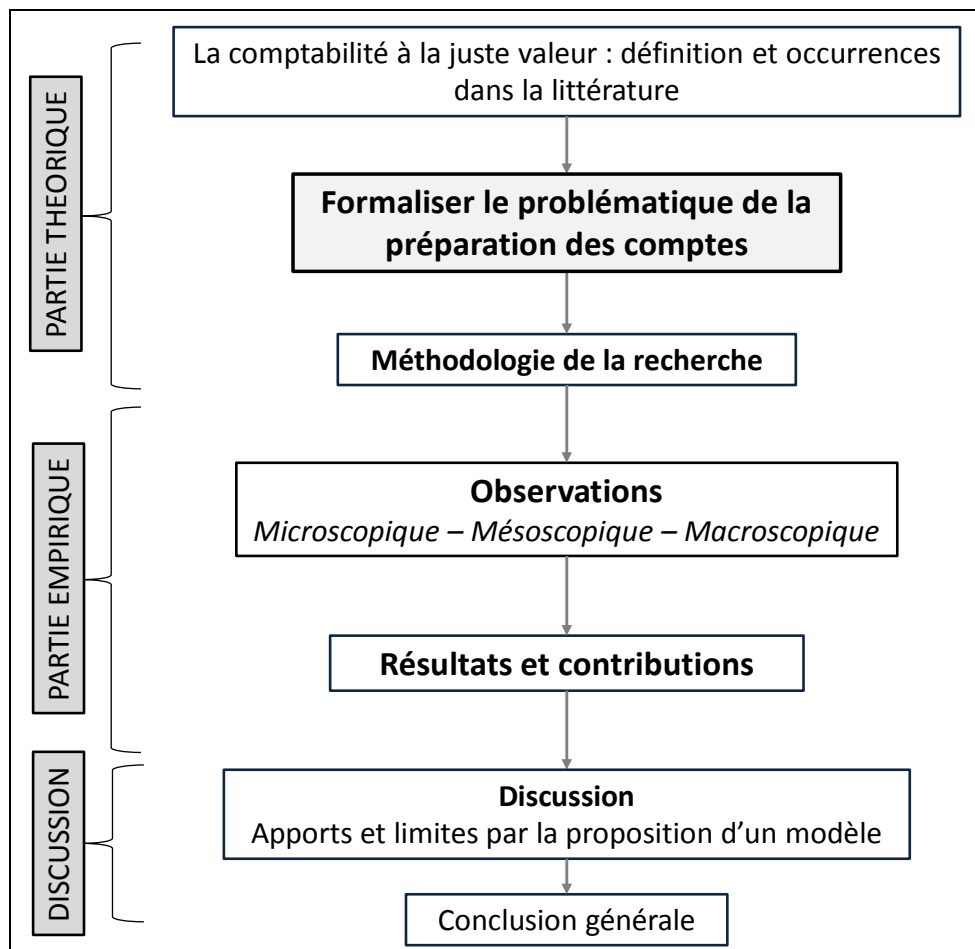 PARTIE THEORIQUE
La comptabilité à la juste valeur : définition et occurrences
dans la littérature
Formaliser le problématique de la
préparation des comptes
Méthodologie de la recherche
PARTIE EMPIRIQUE
Observations
Microscopique – Mésoscopique – Macroscopique
Résultats et contributions
DISCUSSION
Discussion
Apports et limites par la proposition d’un modèle
Conclusion générale